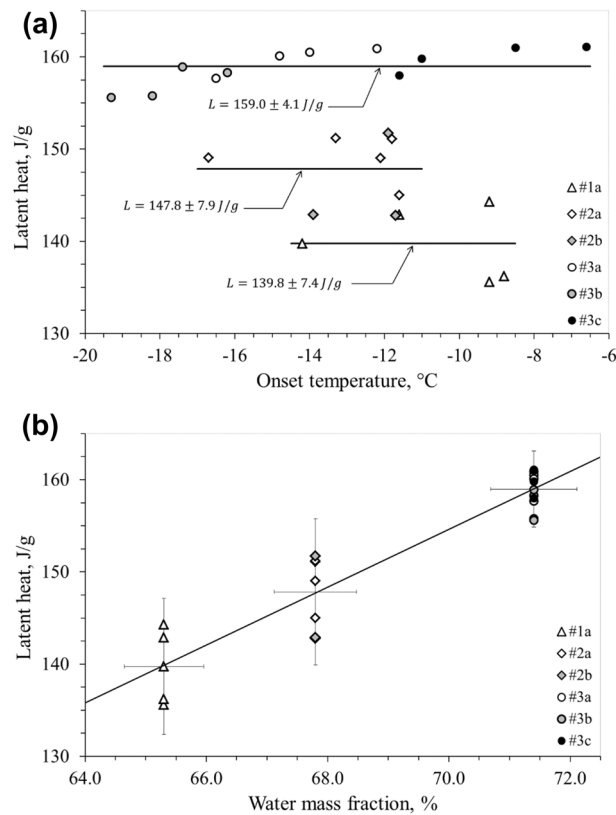 (a)
Latent heat, J/g
160
150
140
130
L = 159.0 ± 4.1 J/g
L = 147.8 ± 7.9 J/g
L = 139.8 ± 7.4 J/g
#1a
#2a
#2b
#3a
#3b
#3c
-20 -18 -16 -14 -12 -10 -8 -6
Onset temperature, °C
(b)
Latent heat, J/g
160
150
140
130
#1a
#2a
#2b
#3a
#3b
#3c
64.0 66.0 68.0 70.0 72.0
Water mass fraction, %